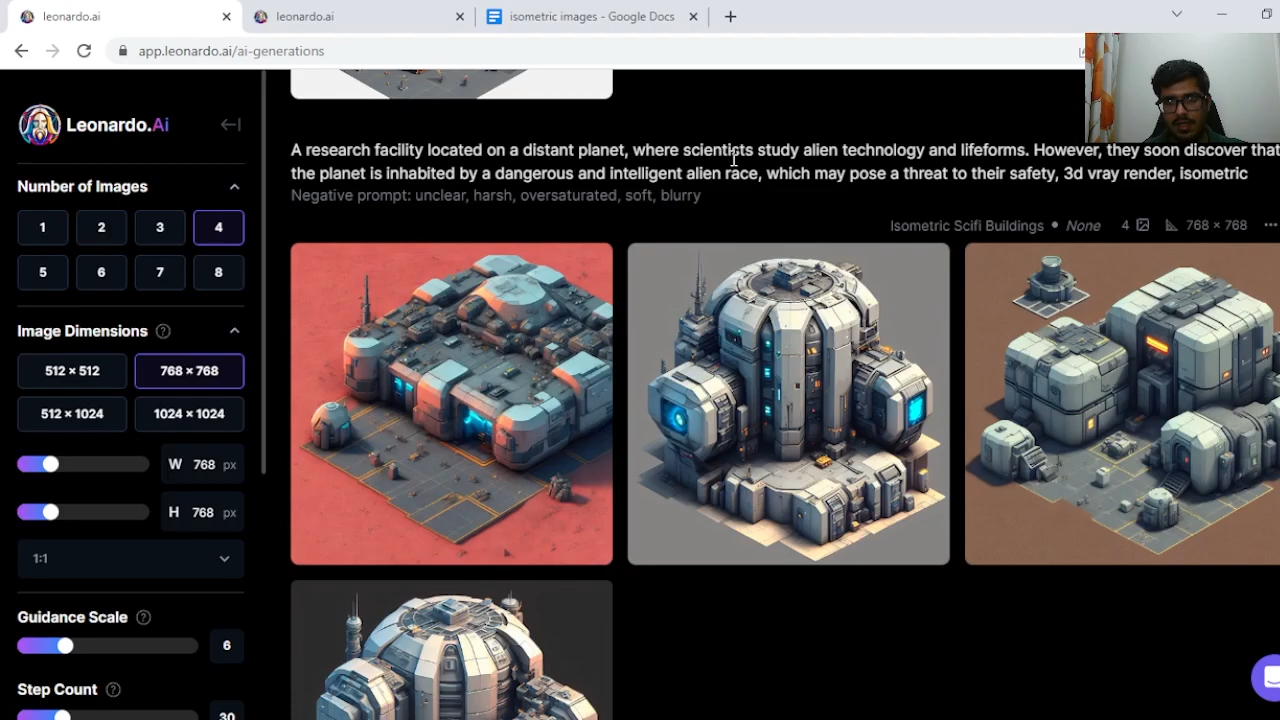 leonardo.ai
leonardo.ai
isometric images - Google Docs
app.leonardo.ai/ai-generations
Leonardo.Ai
Number of Images
1 2 3 4
5 6 7 8
Image Dimensions
512 × 512 768 × 768
512 × 1024 1024 × 1024
W 768 px
H 768 px
1:1
Guidance Scale
6
Step Count
30
A research facility located on a distant planet, where scientists study alien technology and lifeforms. However, they soon discover that
the planet is inhabited by a dangerous and intelligent alien race, which may pose a threat to their safety, 3d vray render, isometric
Negative prompt: unclear, harsh, oversaturated, soft, blurry
Isometric Scifi Buildings • None 4 768 × 768